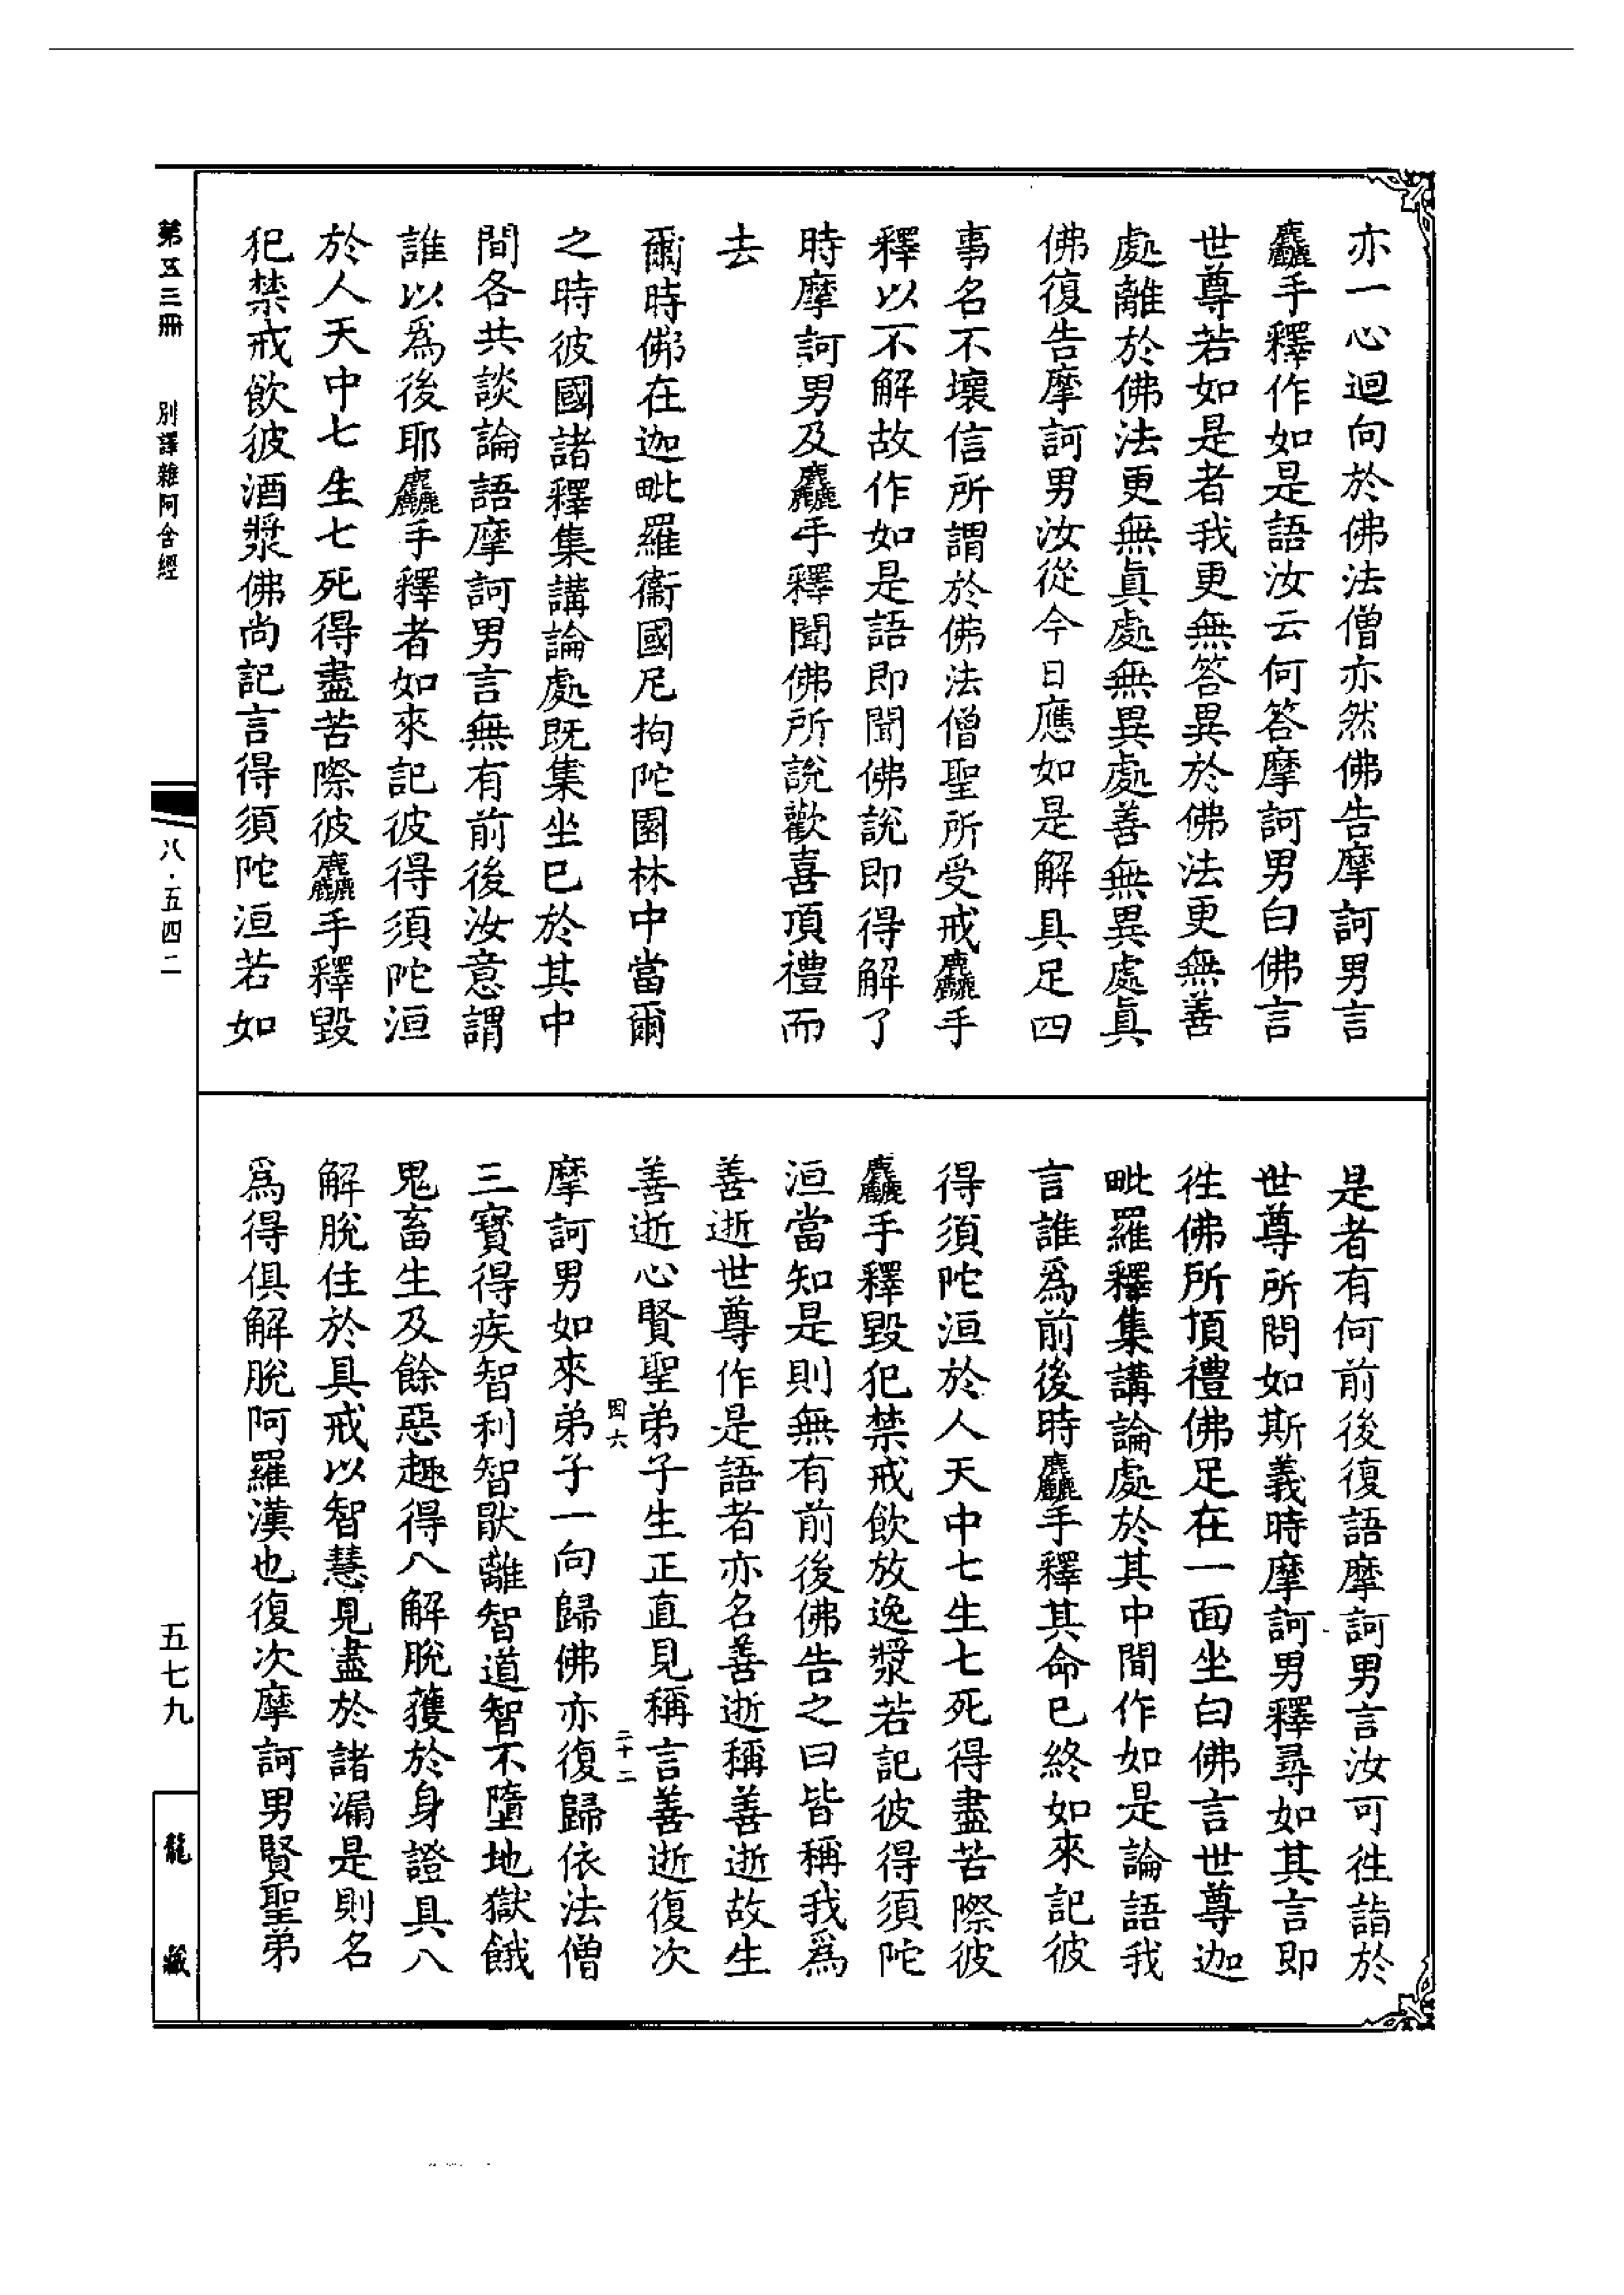 亦一心迴向於佛法僧亦然佛告摩訶男言
麤手釋作如是語汝云何答摩訶男白佛言
世尊若如是者我更無答異於佛法更無善
處離於佛法更無眞處無異處善無異處眞
佛復告摩訶男汝從今日應如是解具足四
事名不壞信所謂於佛法僧聖所受戒麤手
釋以不解故作如是語即聞佛說即得解了
時摩訶男及麤手釋聞佛所說歡喜頂禮而
去
爾時佛在迦毗羅衞國尼拘陀園林中當爾
之時彼國諸釋集講論處既集坐已於其中
間各共談論語摩訶男言無有前後汝意謂
誰以爲後耶麤手釋者如來記彼得須陀洹
於人天中七生七死得盡苦際彼麤手釋毀
犯禁戒飲彼酒漿佛尚記言得須陀洹若如
是者有何前後復語摩訶男言汝可徃詣於
世尊所問如斯義時摩訶男釋尋如其言即
徃佛所頂禮佛足在一面坐白佛言世尊迦
毗羅釋集講論處於其中間作如是論語我
言誰爲前後時麤手釋其命已終如來記彼
得須陀洹於人天中七生七死得盡苦際彼
麤手釋毀犯禁戒飲放逸漿若記彼得須陀
洹當知是則無有前後佛告之曰皆稱我爲
善逝世尊作是語者亦名善逝稱善逝故生
善逝心賢聖弟子生正直見稱言善逝復次
因六 二十二
摩訶男如來弟子一向歸佛亦復歸依法僧
三寶得疾智利智厭離智道智不墮地獄餓
鬼畜生及餘惡趣得八解脫獲於身證具八
解脫住於具戒以智慧見盡於諸漏是則名
爲得俱解脫阿羅漢也復次摩訶男賢聖弟
第五三冊 別譯雜阿含經
八·五四二
五七九
龍藏